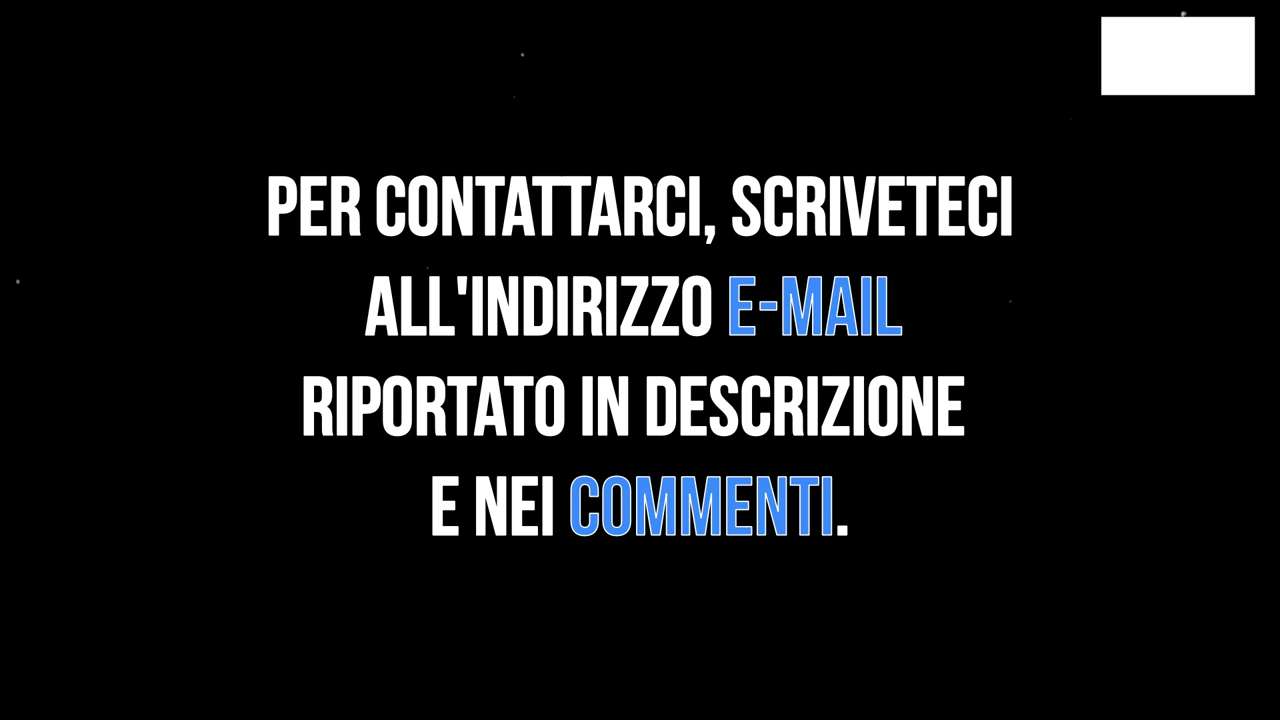 PER CONTATTARCI, SCRIVETECI
ALL'INDIRIZZO E-MAIL
RIPORTATO IN DESCRIZIONE
E NEI COMMENTI.